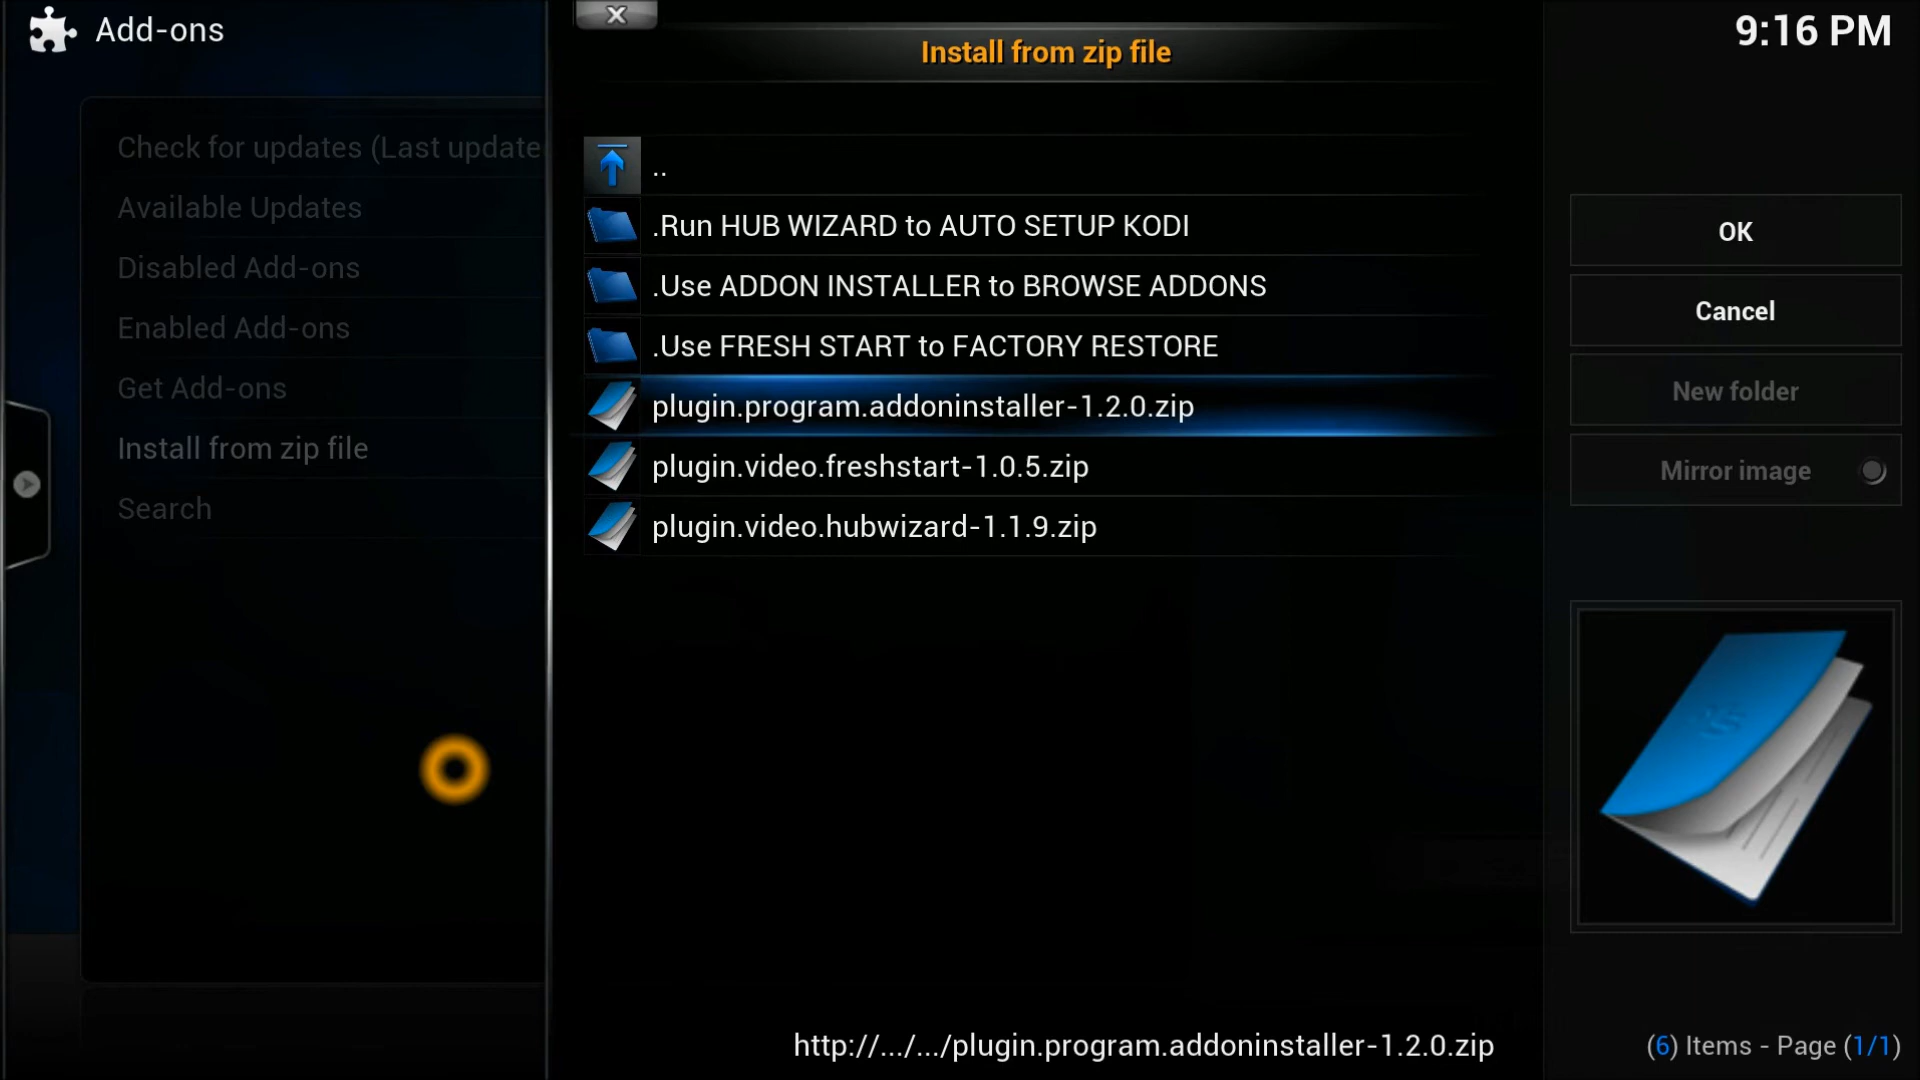 Add-ons
9:16 PM
Check for updates (Last update
Available Updates
Disabled Add-ons
Enabled Add-ons
Get Add-ons
Install from zip file
Search
X
Install from zip file
..
.Run HUB WIZARD to AUTO SETUP KODI
.Use ADDON INSTALLER to BROWSE ADDONS
.Use FRESH START to FACTORY RESTORE
plugin.program.addoninstaller-1.2.0.zip
plugin.video.freshstart-1.0.5.zip
plugin.video.hubwizard-1.1.9.zip
OK
Cancel
New folder
Mirror image
http://.../.../plugin.program.addoninstaller-1.2.0.zip
(6) Items - Page (1/1)